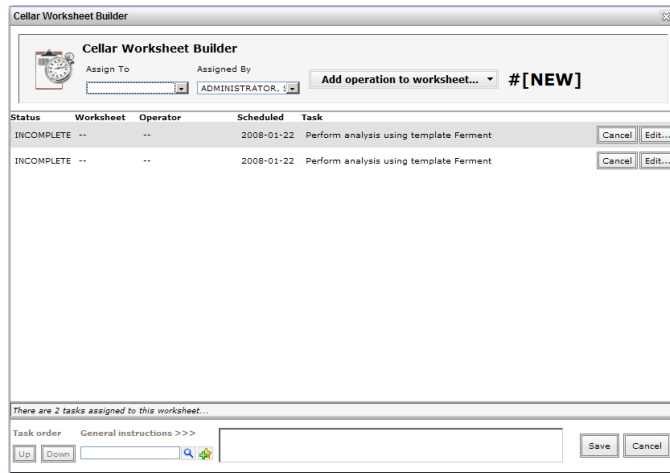 Cellar Worksheet Builder
Cellar Worksheet Builder
Assign To Assigned By
ADMINISTRATOR, S Add operation to worksheet... #[NEW]
Status Worksheet Operator Scheduled Task
INCOMPLETE -- -- 2008-01-22 Perform analysis using template Ferment Cancel Edit...
INCOMPLETE -- -- 2008-01-22 Perform analysis using template Ferment Cancel Edit...
There are 2 tasks assigned to this worksheet...
Task order General instructions >>>
Up Down Save Cancel